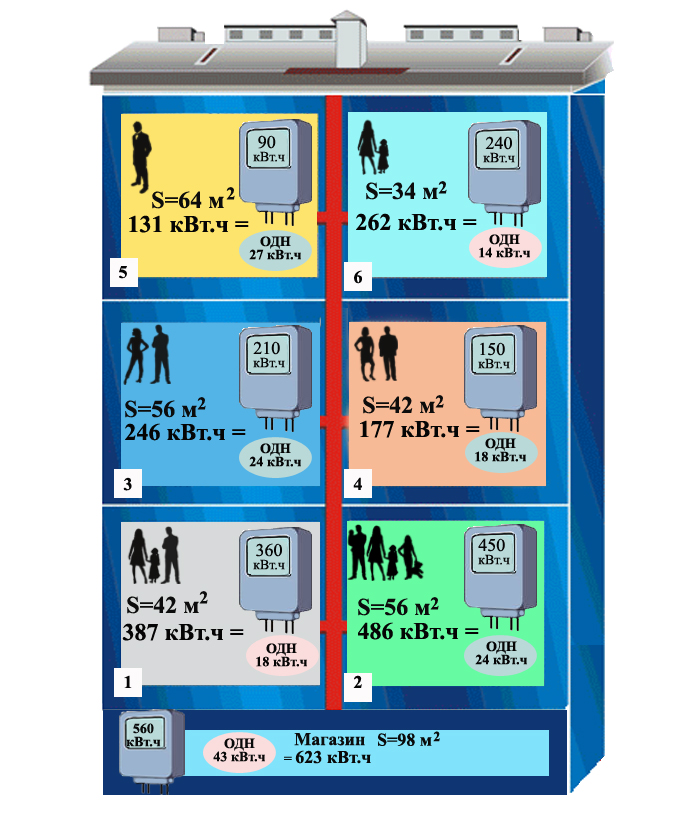 90
кВт.ч
S=64 м²
131 кВт.ч =
ОДН
27 кВт.ч
5
240
кВт.ч
S=34 м²
262 кВт.ч =
ОДН
14 кВт.ч
6
210
кВт.ч
S=56 м²
246 кВт.ч =
ОДН
24 кВт.ч
3
150
кВт.ч
S=42 м²
177 кВт.ч =
ОДН
18 кВт.ч
4
360
кВт.ч
S=42 м²
387 кВт.ч =
ОДН
18 кВт.ч
1
450
кВт.ч
S=56 м²
486 кВт.ч =
ОДН
24 кВт.ч
2
560
кВт.ч
ОДН
43 кВт.ч
Магазин S=98 м²
= 623 кВт.ч